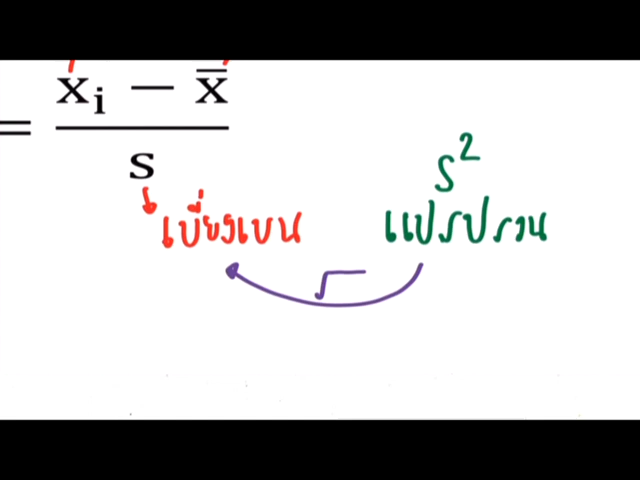 = (xᵢ − x̄) / s
s²
เบี่ยงเบน แปรปรวน
√